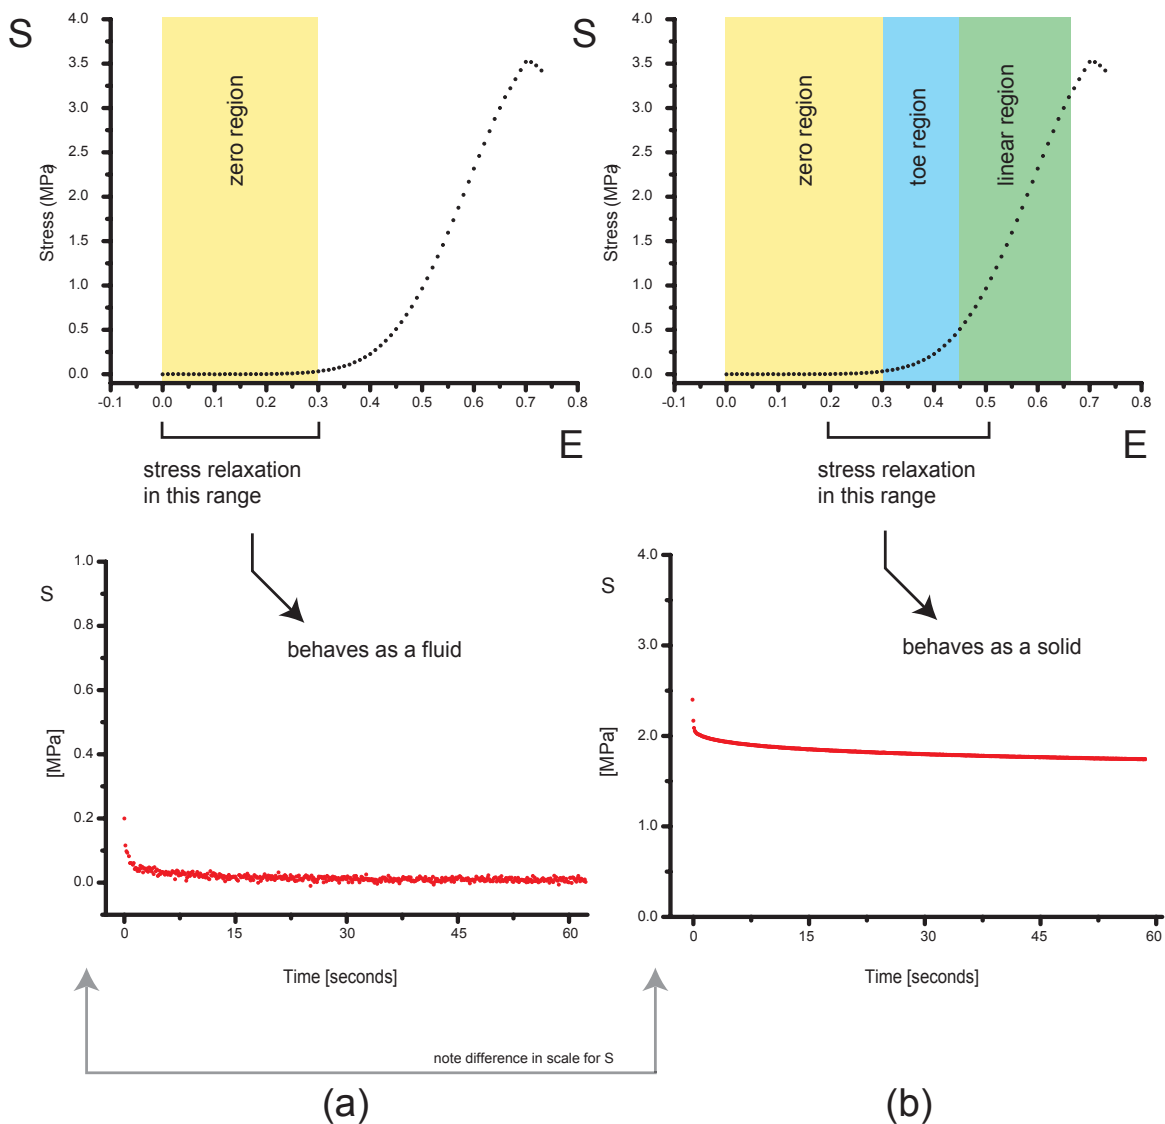 S
4.0
3.5
3.0
2.5
2.0
1.5
1.0
0.5
0.0
Stress (MPa)
zero region
-0.1 0.0 0.1 0.2 0.3 0.4 0.5 0.6 0.7 0.8
E
stress relaxation
in this range
S
4.0
3.5
3.0
2.5
2.0
1.5
1.0
0.5
0.0
Stress (MPa)
zero region
toe region
linear region
-0.1 0.0 0.1 0.2 0.3 0.4 0.5 0.6 0.7 0.8
E
stress relaxation
in this range
S
1.0
0.8
0.6
0.4
0.2
0.0
[MPa]
behaves as a fluid
0 15 30 45 60
Time [seconds]
S
4.0
3.0
2.0
1.0
0.0
[MPa]
behaves as a solid
0 15 30 45 60
Time [seconds]
note difference in scale for S
(a)
(b)